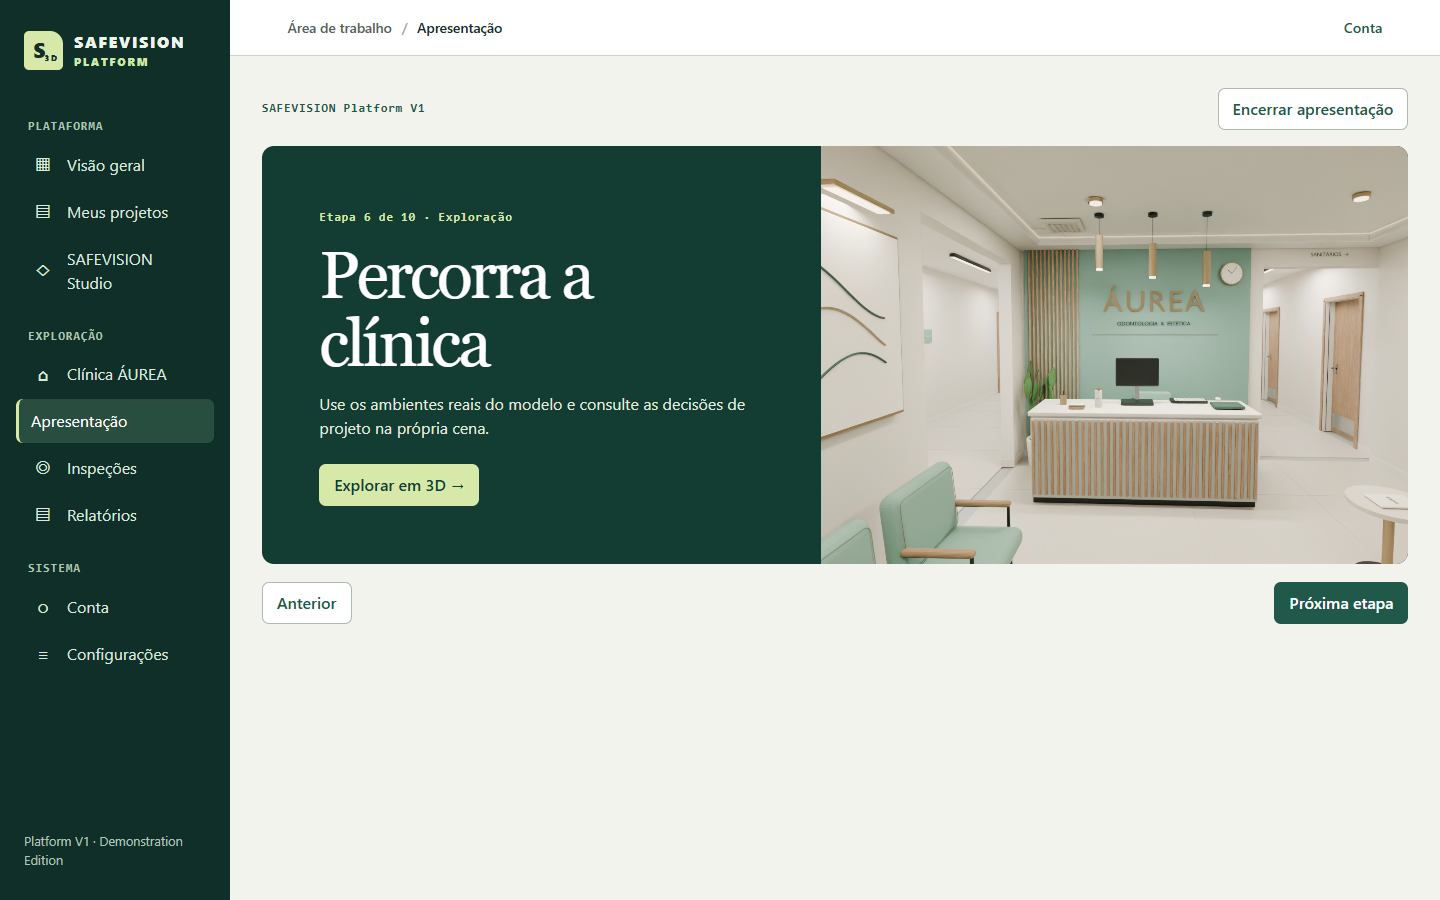 S3D
SAFEVISION
PLATFORM
PLATAFORMA
Visão geral
Meus projetos
SAFEVISION
Studio
EXPLORAÇÃO
Clínica ÁUREA
Apresentação
Inspeções
Relatórios
SISTEMA
Conta
Configurações
Platform V1 · Demonstration
Edition
Área de trabalho / Apresentação
Conta
SAFEVISION Platform V1
Encerrar apresentação
Etapa 6 de 10 · Exploração
Percorra a
clínica
Use os ambientes reais do modelo e consulte as decisões de
projeto na própria cena.
Explorar em 3D →
SANITÁRIOS →
ÁUREA
ODONTOLOGIA & ESTÉTICA
Anterior
Próxima etapa